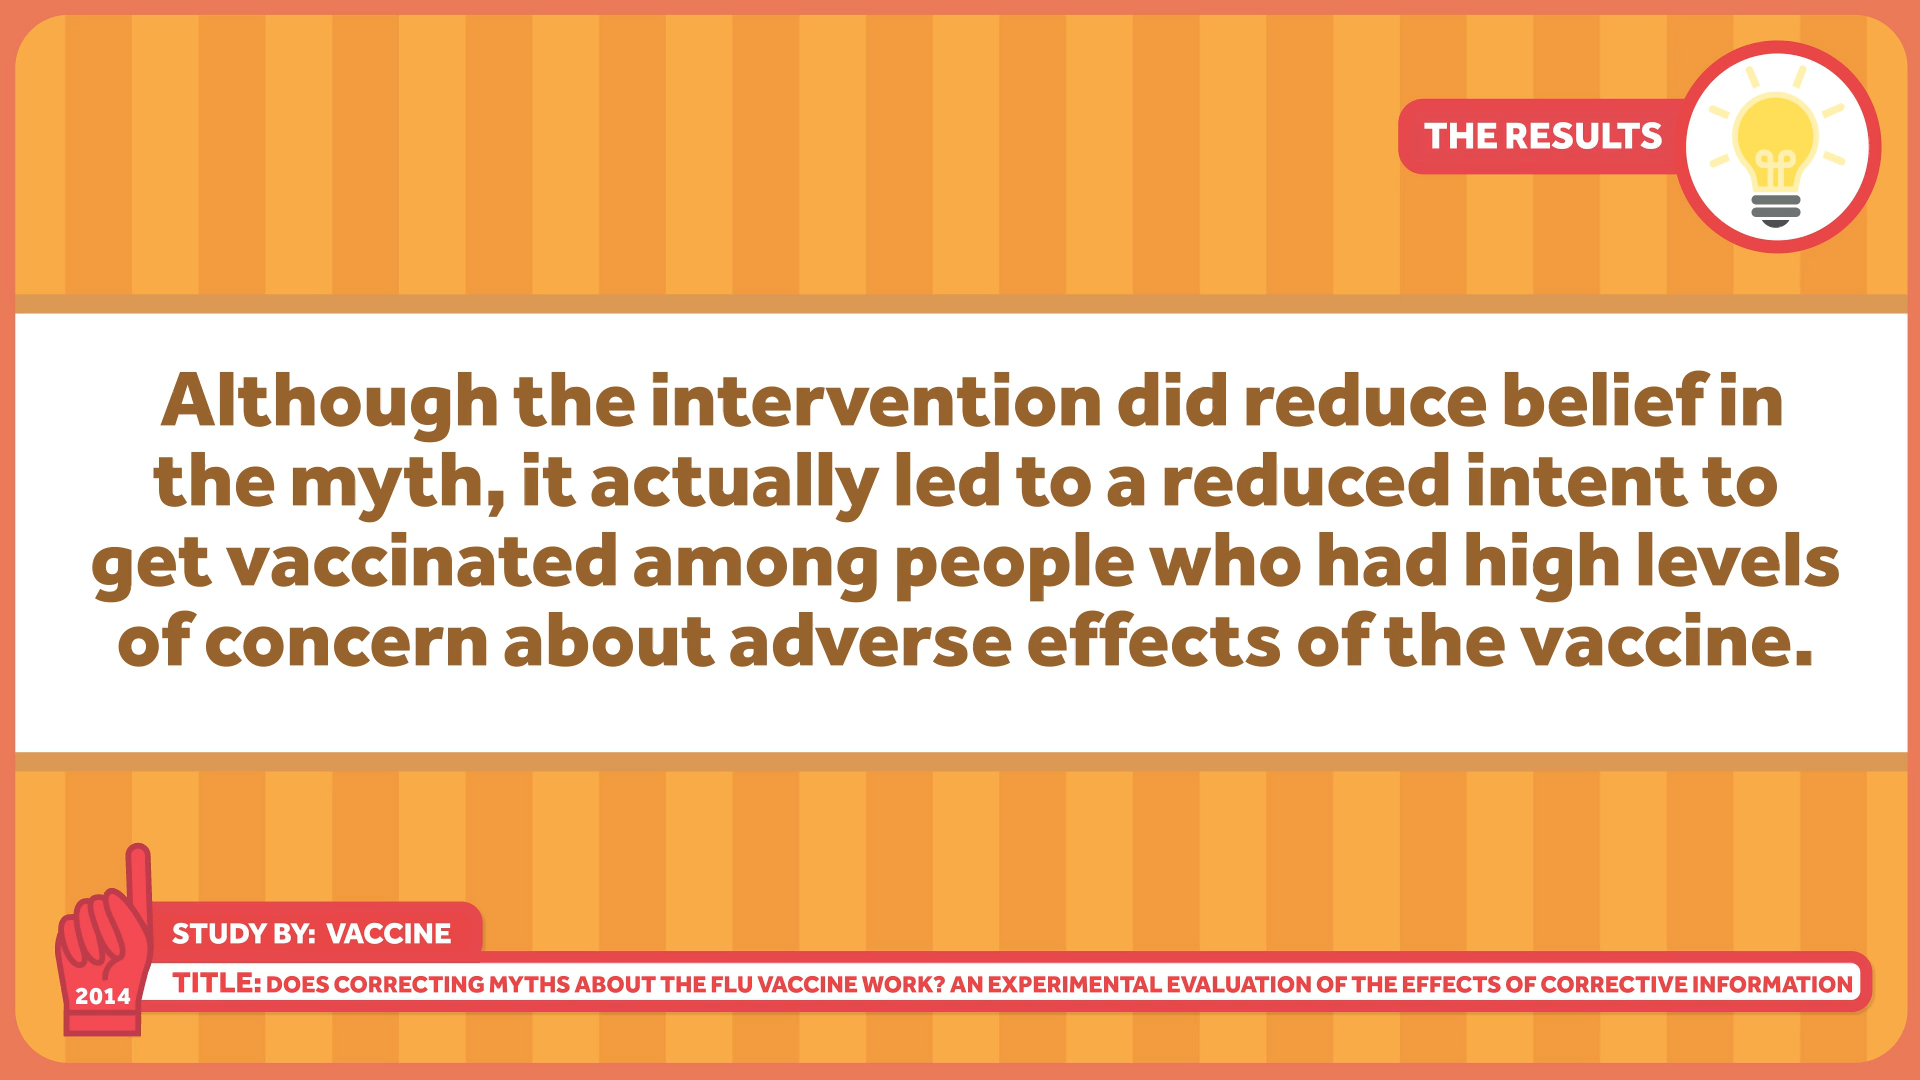 THE RESULTS
Although the intervention did reduce belief in
the myth, it actually led to a reduced intent to
get vaccinated among people who had high levels
of concern about adverse effects of the vaccine.
STUDY BY: VACCINE
TITLE: DOES CORRECTING MYTHS ABOUT THE FLU VACCINE WORK? AN EXPERIMENTAL EVALUATION OF THE EFFECTS OF CORRECTIVE INFORMATION
2014